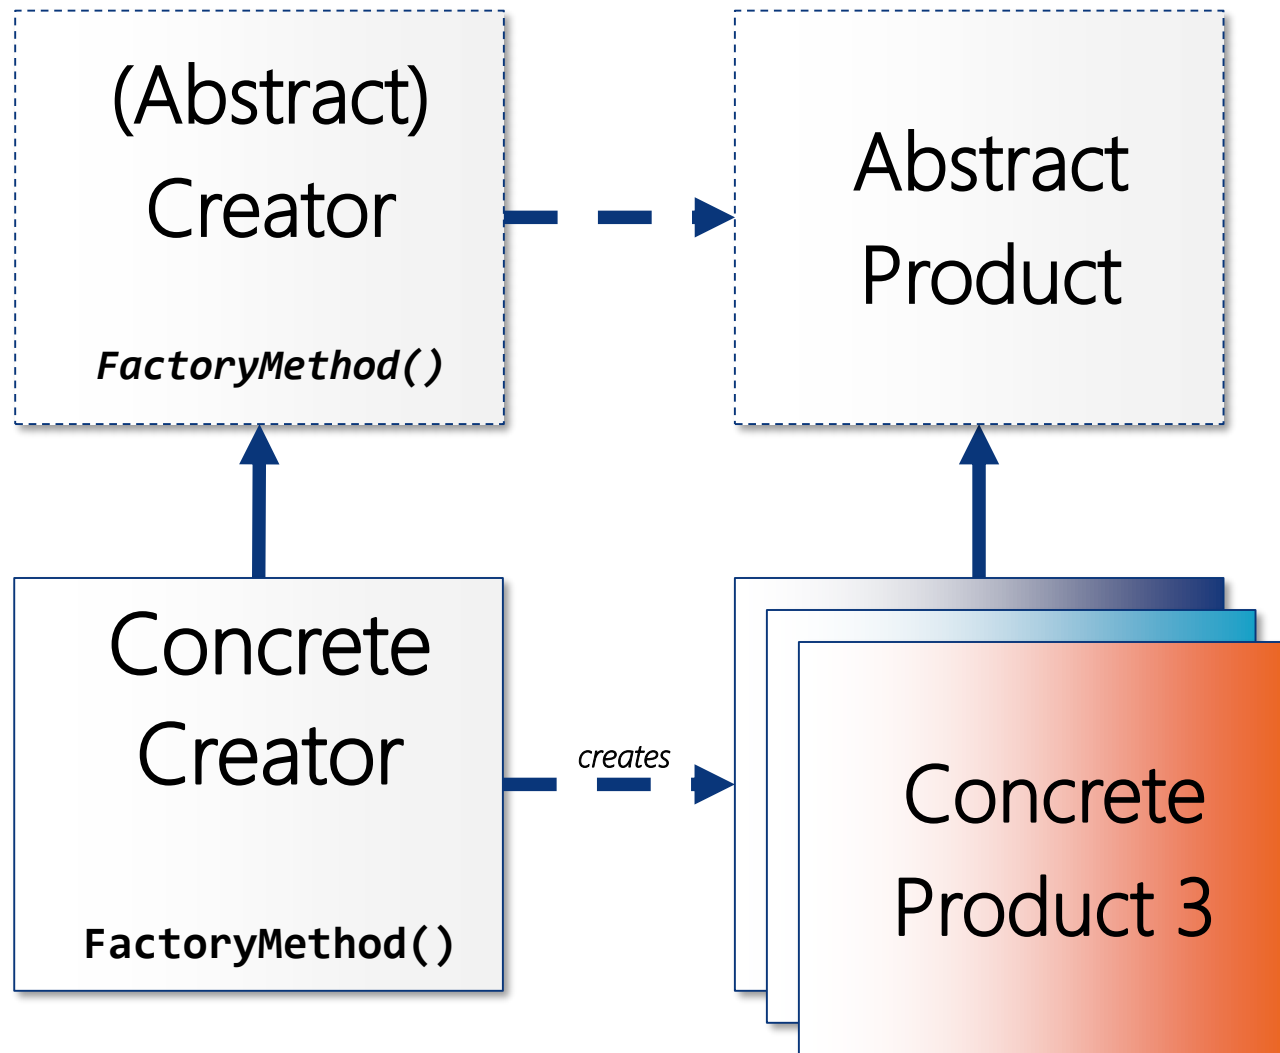 (Abstract)
Creator
FactoryMethod()
Abstract
Product
Concrete
Creator
FactoryMethod()
creates
Concrete
Product 3